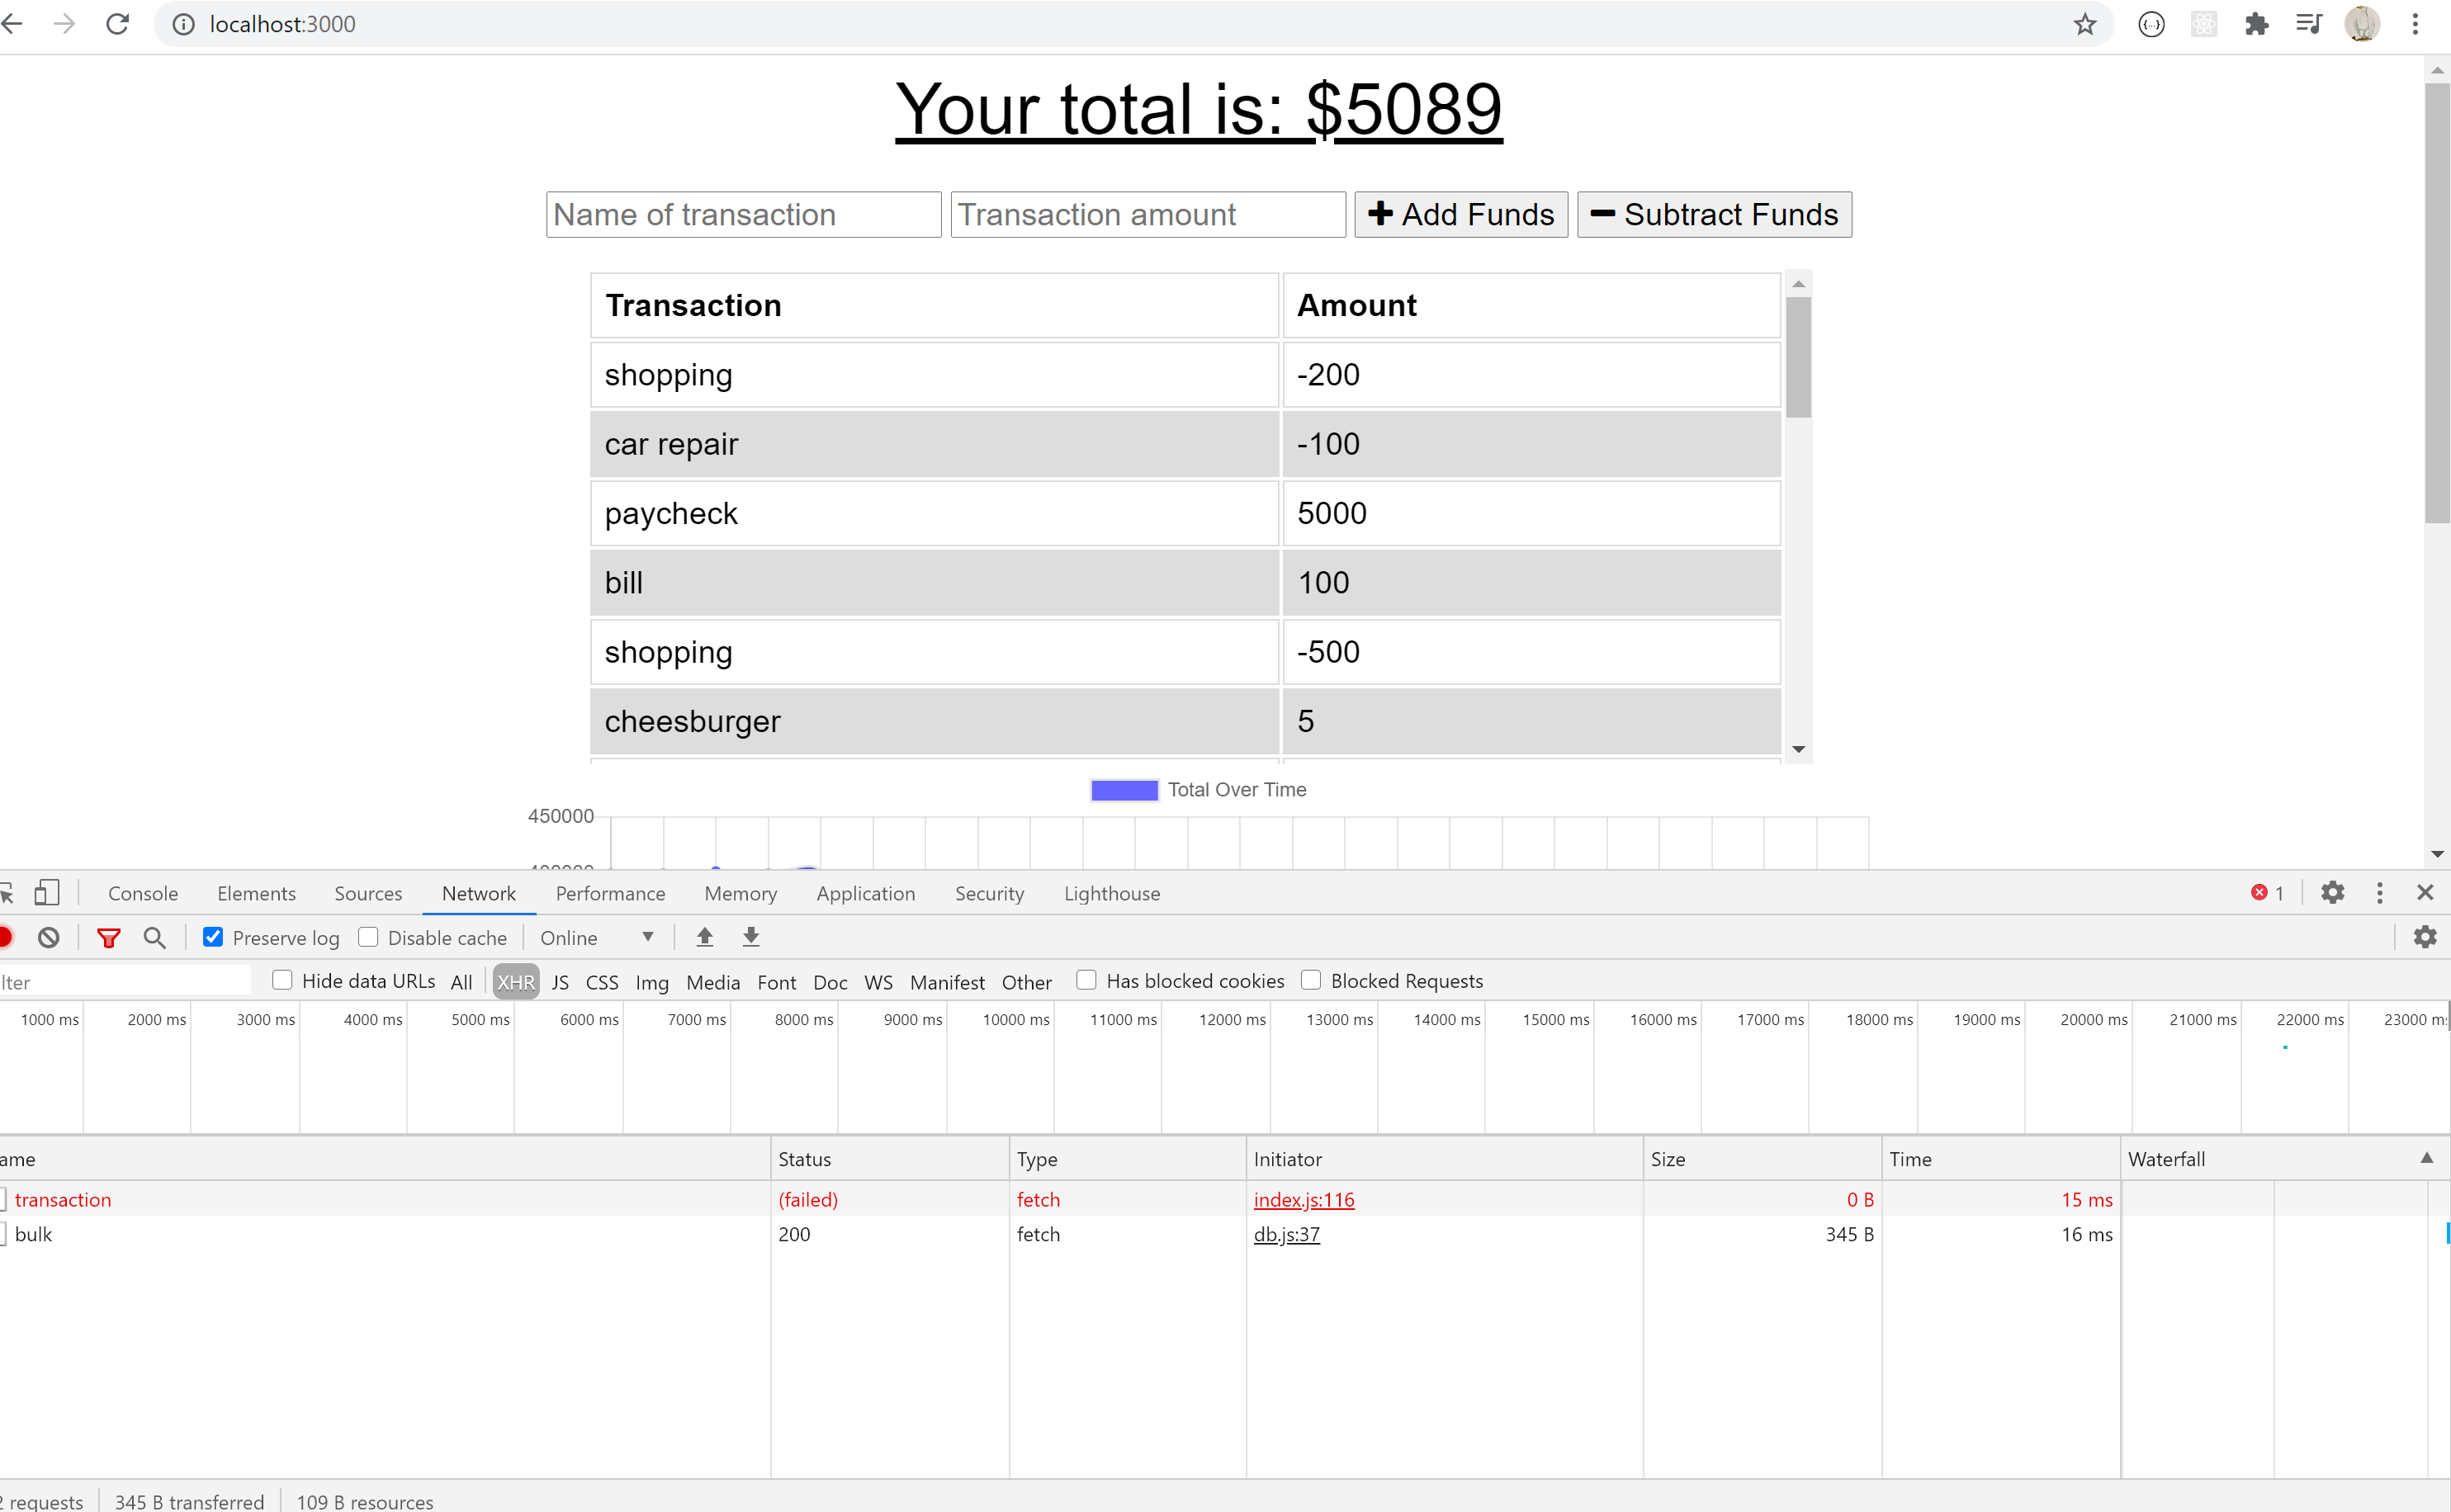 localhost:3000
Your total is: $5089
Name of transaction Transaction amount Add Funds Subtract Funds
Transaction Amount
shopping -200
car repair -100
paycheck 5000
bill 100
shopping -500
cheesburger 5
Total Over Time
450000
Console Elements Sources Network Performance Memory Application Security Lighthouse 1
Preserve log Disable cache Online
lter Hide data URLs All XHR JS CSS Img Media Font Doc WS Manifest Other Has blocked cookies Blocked Requests
1000 ms 2000 ms 3000 ms 4000 ms 5000 ms 6000 ms 7000 ms 8000 ms 9000 ms 10000 ms 11000 ms 12000 ms 13000 ms 14000 ms 15000 ms 16000 ms 17000 ms 18000 ms 19000 ms 20000 ms 21000 ms 22000 ms 23000 m
ame Status Type Initiator Size Time Waterfall
transaction (failed) fetch index.js:116 0 B 15 ms
bulk 200 fetch db.js:37 345 B 16 ms
2 requests 345 B transferred 109 B resources